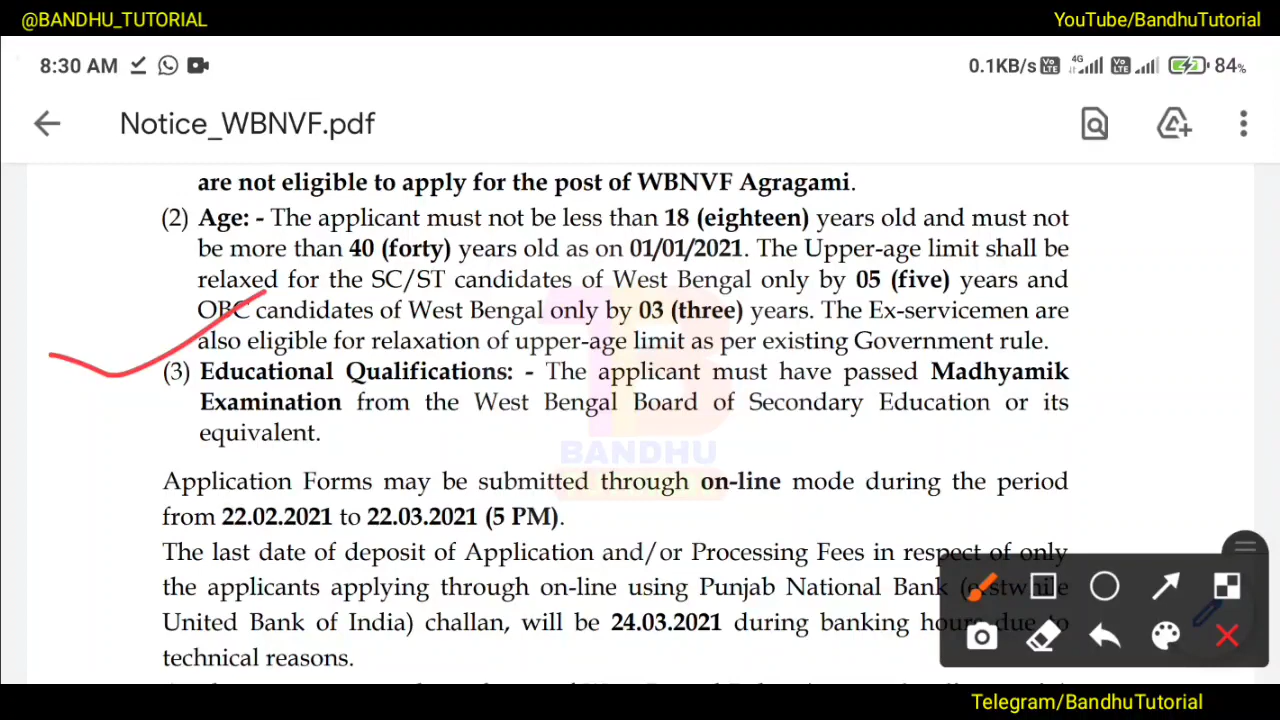 @BANDHU_TUTORIAL YouTube/BandhuTutorial
8:30 AM 0.1KB/s Vo LTE 4G Vo LTE 84%
Notice_WBNVF.pdf
are not eligible to apply for the post of WBNVF Agragami.
(2) Age: - The applicant must not be less than 18 (eighteen) years old and must not
be more than 40 (forty) years old as on 01/01/2021. The Upper-age limit shall be
relaxed for the SC/ST candidates of West Bengal only by 05 (five) years and
OBC candidates of West Bengal only by 03 (three) years. The Ex-servicemen are
also eligible for relaxation of upper-age limit as per existing Government rule.
(3) Educational Qualifications: - The applicant must have passed Madhyamik
Examination from the West Bengal Board of Secondary Education or its
equivalent.
BANDHU
Application Forms may be submitted through on-line mode during the period
from 22.02.2021 to 22.03.2021 (5 PM).
The last date of deposit of Application and/or Processing Fees in respect of only
the applicants applying through on-line using Punjab National Bank (erstwhile
United Bank of India) challan, will be 24.03.2021 during banking hours due to
technical reasons.
Telegram/BandhuTutorial